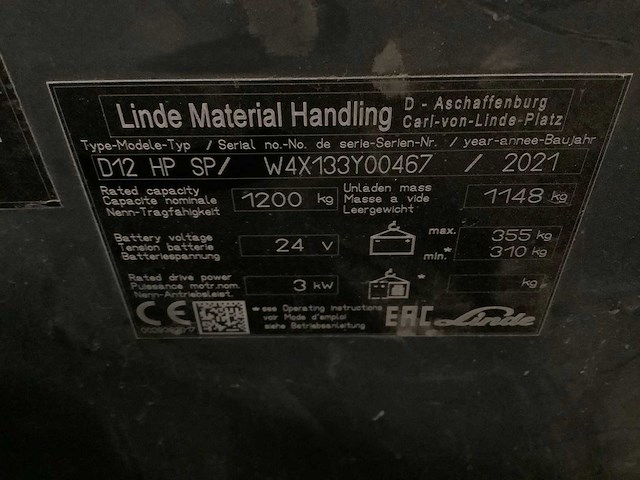 Linde Material Handling D - Aschaffenburg
Carl-von-Linde-Platz
Type-Modele-Typ / Serial no.-No. de serie-Serien-Nr. / year-annee-Baujahr
D12 HP SP/ W4X133Y00467 / 2021
Rated capacity
Capacite nominale
Nenn-Tragfähigkeit
1200 kg
Unladen mass
Masse a vide
Leergewicht
1148 kg
Battery voltage
Tension batterie
Batteriespannung
24 V
max. 355 kg
min.* 310 kg
Rated drive power
Puissance motr.nom.
Nenn-Antriebsleist.
3 kW
*
kg
CE
*see Operating instructions
voir Mode d'emploi
siehe Betriebsanleitung
EAC Linde